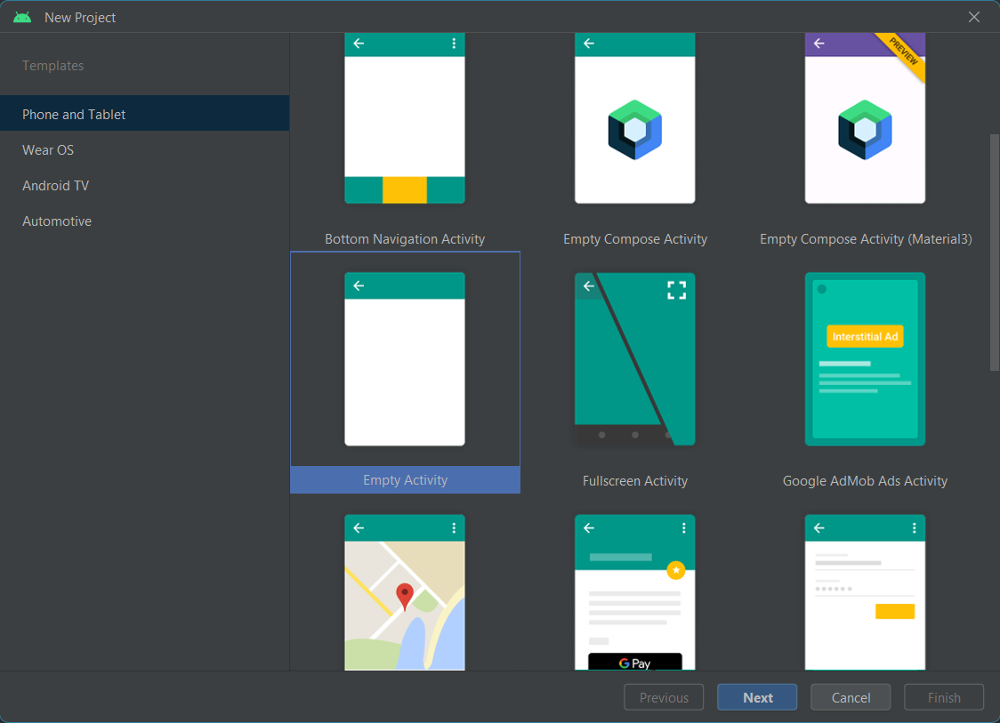 New Project
Templates
Phone and Tablet
Wear OS
Android TV
Automotive
PREVIEW
Bottom Navigation Activity
Empty Compose Activity
Empty Compose Activity (Material3)
Interstitial Ad
Empty Activity
Fullscreen Activity
Google AdMob Ads Activity
G Pay
Previous
Next
Cancel
Finish